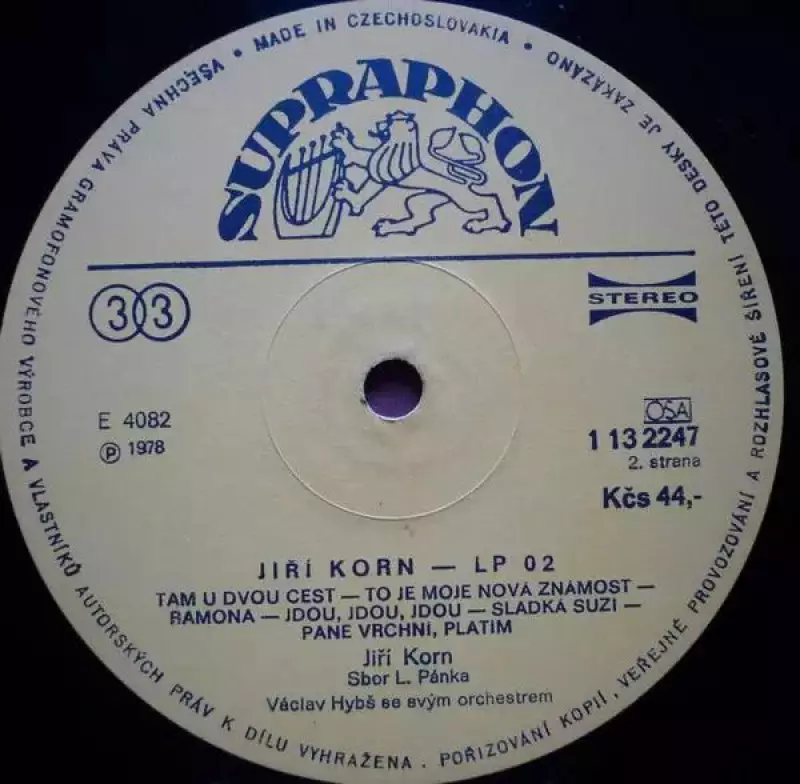 VŠECHNA PRÁVA GRAMOFONOVÉHO VÝROBCE A VLASTNÍKŮ AUTORSKÝCH PRÁV K DÍLU VYHRAŽENA. POŘIZOVÁNÍ KOPIÍ, VEŘEJNÉ PROVOZOVÁNÍ A ROZHLASOVÉ ŠÍŘENÍ TÉTO DESKY JE ZAKÁZÁNO • MADE IN CZECHOSLOVAKIA •
SUPRAPHON
33
STEREO
E 4082
Ⓟ 1978
OSA
1 13 2247
2. strana
Kčs 44,-
JIŘÍ KORN — LP 02
TAM U DVOU CEST — TO JE MOJE NOVÁ ZNÁMOST —
RAMONA — JDOU, JDOU, JDOU — SLADKÁ SUZI —
PANE VRCHNÍ, PLATÍM
Jiří Korn
Sbor L. Pánka
Václav Hybš se svým orchestrem